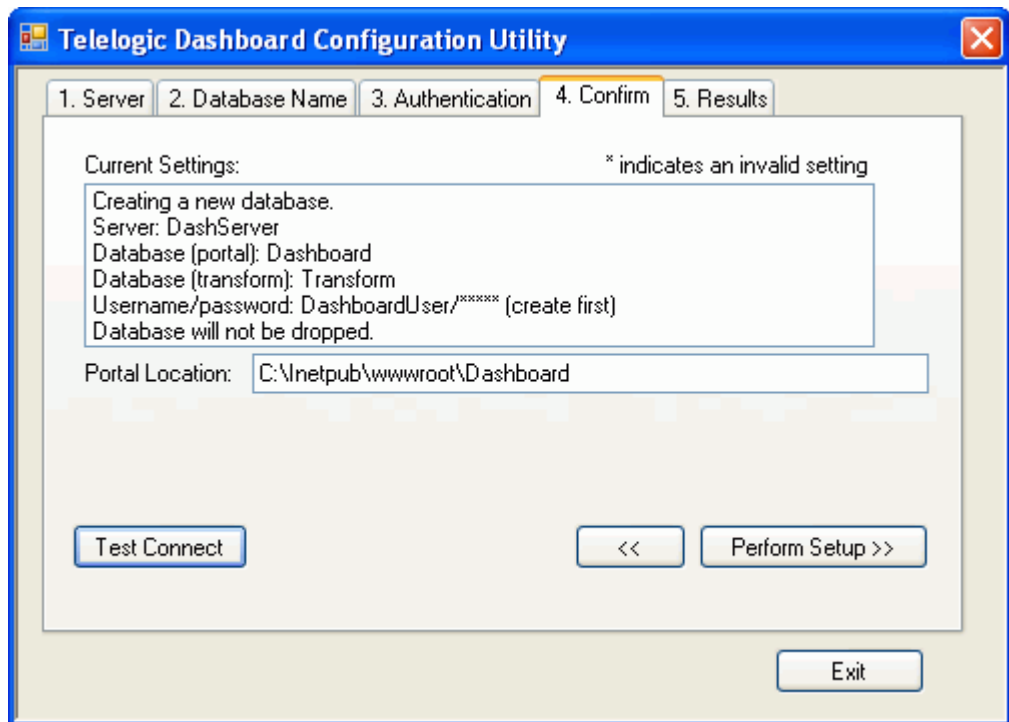 Telelogic Dashboard Configuration Utility
1. Server 2. Database Name 3. Authentication 4. Confirm 5. Results
Current Settings: * indicates an invalid setting
Creating a new database.
Server: DashServer
Database (portal): Dashboard
Database (transform): Transform
Username/password: DashboardUser/***** (create first)
Database will not be dropped.
Portal Location: C:\Inetpub\wwwroot\Dashboard
Test Connect << Perform Setup >>
Exit